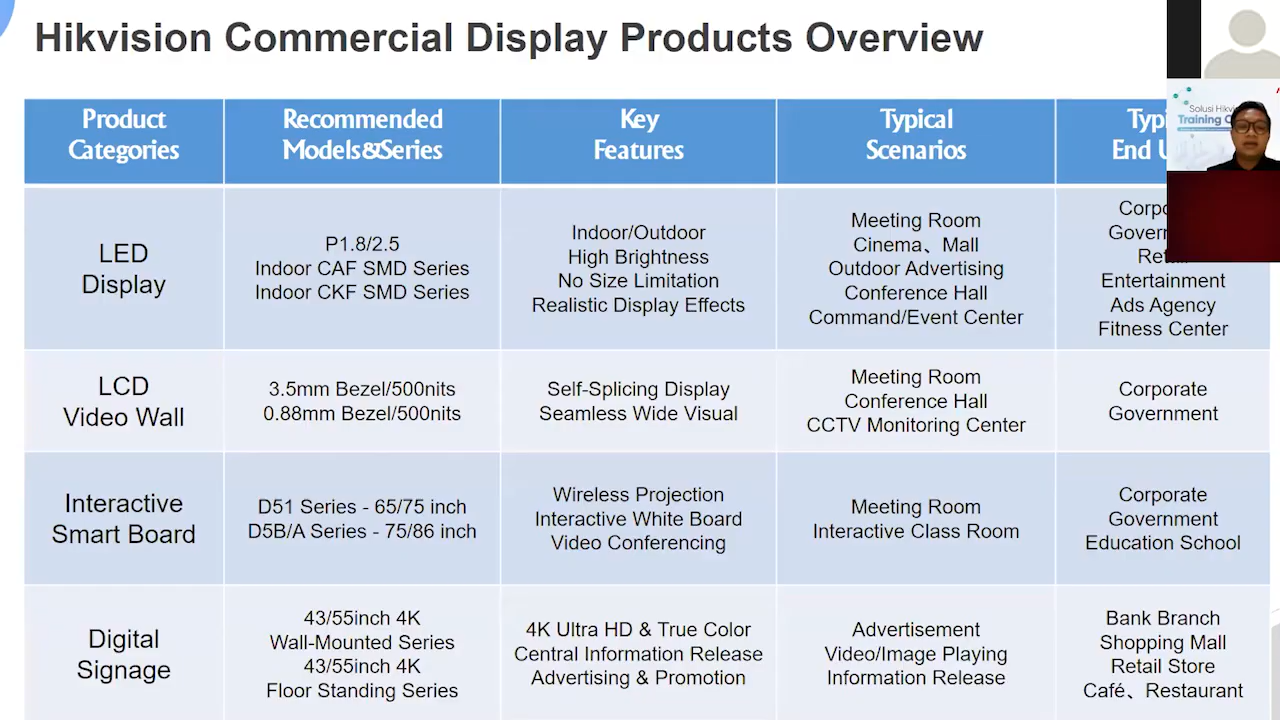 Hikvision Commercial Display Products Overview
Product
Categories
Recommended
Models&Series
Key
Features
Typical
Scenarios
LED
Display
P1.8/2.5
Indoor CAF SMD Series
Indoor CKF SMD Series
Indoor/Outdoor
High Brightness
No Size Limitation
Realistic Display Effects
Meeting Room
Cinema、Mall
Outdoor Advertising
Conference Hall
Command/Event Center
Entertainment
Ads Agency
Fitness Center
LCD
Video Wall
3.5mm Bezel/500nits
0.88mm Bezel/500nits
Self-Splicing Display
Seamless Wide Visual
Meeting Room
Conference Hall
CCTV Monitoring Center
Corporate
Government
Interactive
Smart Board
D51 Series - 65/75 inch
D5B/A Series - 75/86 inch
Wireless Projection
Interactive White Board
Video Conferencing
Meeting Room
Interactive Class Room
Corporate
Government
Education School
Digital
Signage
43/55inch 4K
Wall-Mounted Series
43/55inch 4K
Floor Standing Series
4K Ultra HD & True Color
Central Information Release
Advertising & Promotion
Advertisement
Video/Image Playing
Information Release
Bank Branch
Shopping Mall
Retail Store
Café、Restaurant
Solusi
Training